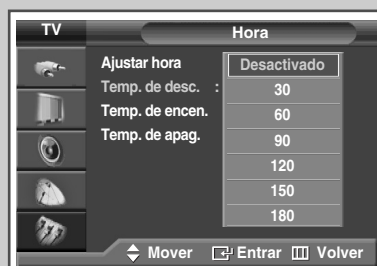 TV Hora
Ajustar hora Desactivado
Temp. de desc. : 30
Temp. de encen. 60
Temp. de apag. 90
120
150
180
Mover Entrar Volver